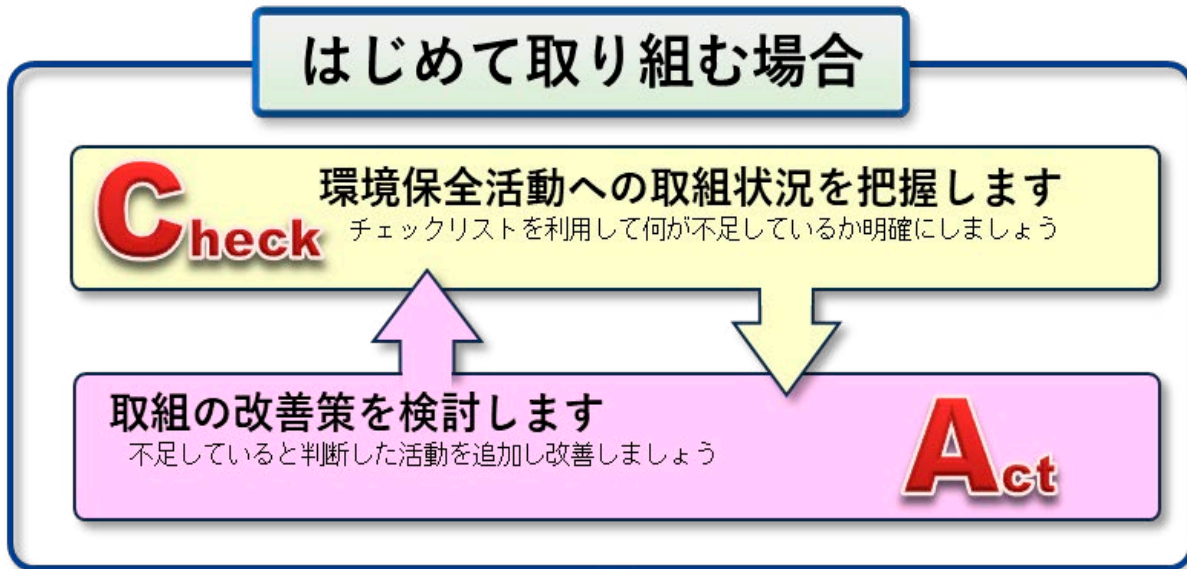 はじめて取り組む場合
Check
環境保全活動への取組状況を把握します
チェックリストを利用して何が不足しているか明確にしましょう
取組の改善策を検討します
不足していると判断した活動を追加し改善しましょう
Act